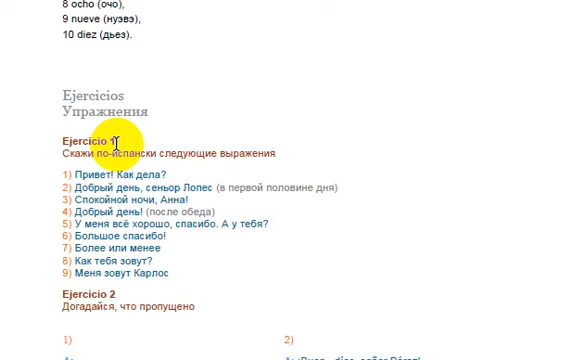 8 ocho (очо),
9 nueve (нуэвэ),
10 diez (дьез).
Ejercicios
Упражнения
Ejercicio 1
Скажи по-испански следующие выражения
1) Привет! Как дела?
2) Добрый день, сеньор Лопес (в первой половине дня)
3) Спокойной ночи, Анна!
4) Добрый день! (после обеда)
5) У меня всё хорошо, спасибо. А у тебя?
6) Большое спасибо!
7) Более или менее
8) Как тебя зовут?
9) Меня зовут Карлос
Ejercicio 2
Догадайся, что пропущено
1)
2)